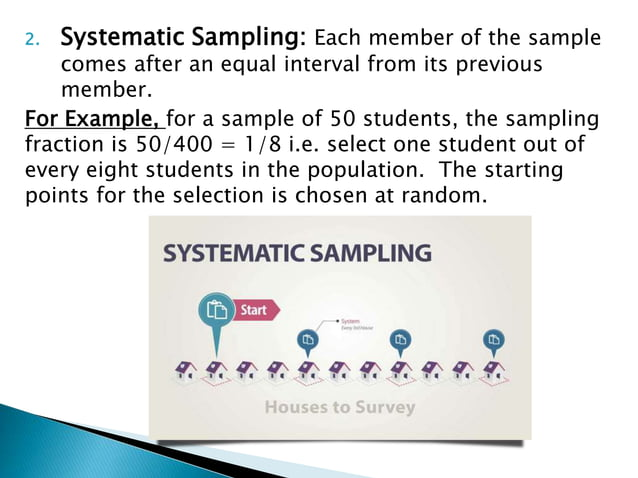 2. Systematic Sampling: Each member of the sample
comes after an equal interval from its previous
member.
For Example, for a sample of 50 students, the sampling
fraction is 50/400 = 1/8 i.e. select one student out of
every eight students in the population. The starting
points for the selection is chosen at random.
SYSTEMATIC SAMPLING
Start
System
Every 3rd House
Houses to Survey